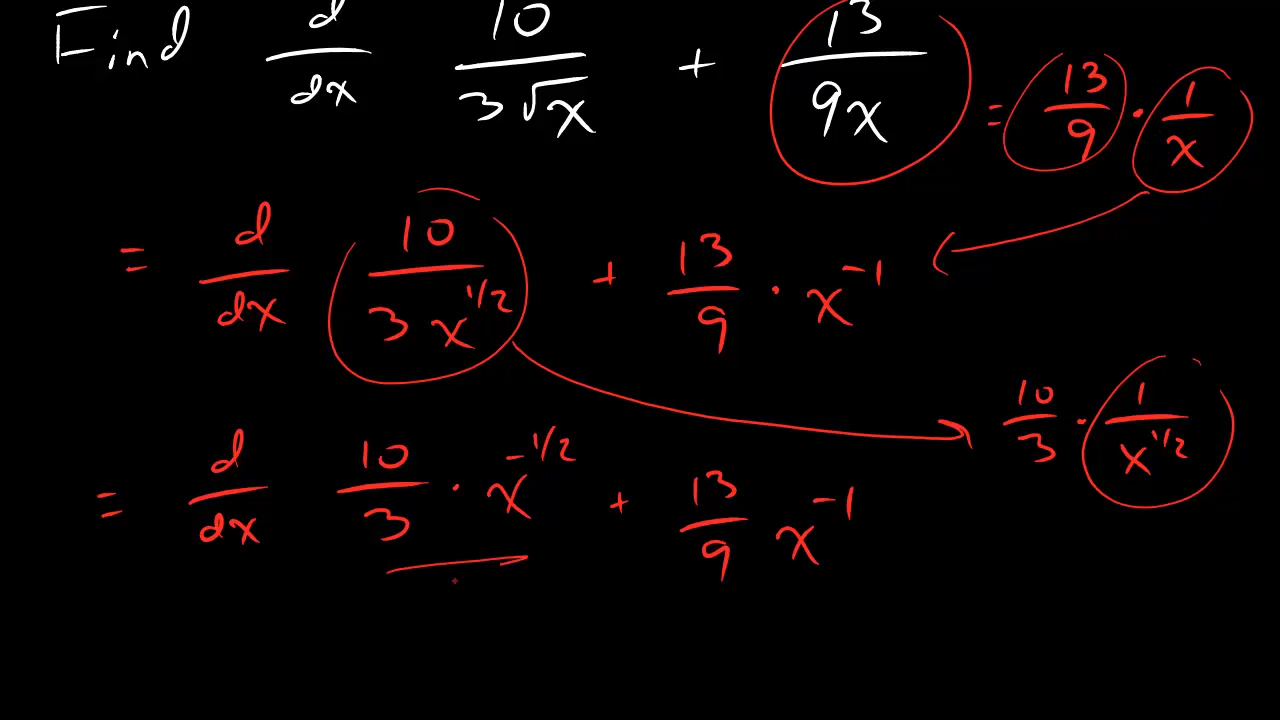 Find d/dx 10/(3√x) + 13/(9x) = 13/9 · 1/x
= d/dx 10/(3x^(1/2)) + 13/9 · x^(-1)
10/3 · 1/x^(1/2)
= d/dx 10/3 · x^(-1/2) + 13/9 x^(-1)